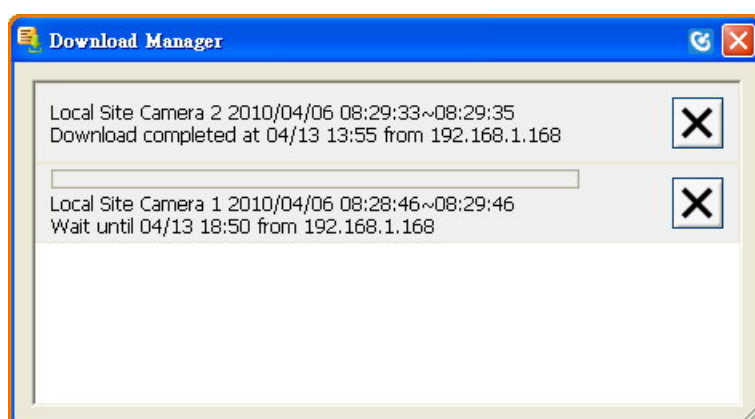 Download Manager
Local Site Camera 2 2010/04/06 08:29:33~08:29:35
Download completed at 04/13 13:55 from 192.168.1.168
Local Site Camera 1 2010/04/06 08:28:46~08:29:46
Wait until 04/13 18:50 from 192.168.1.168